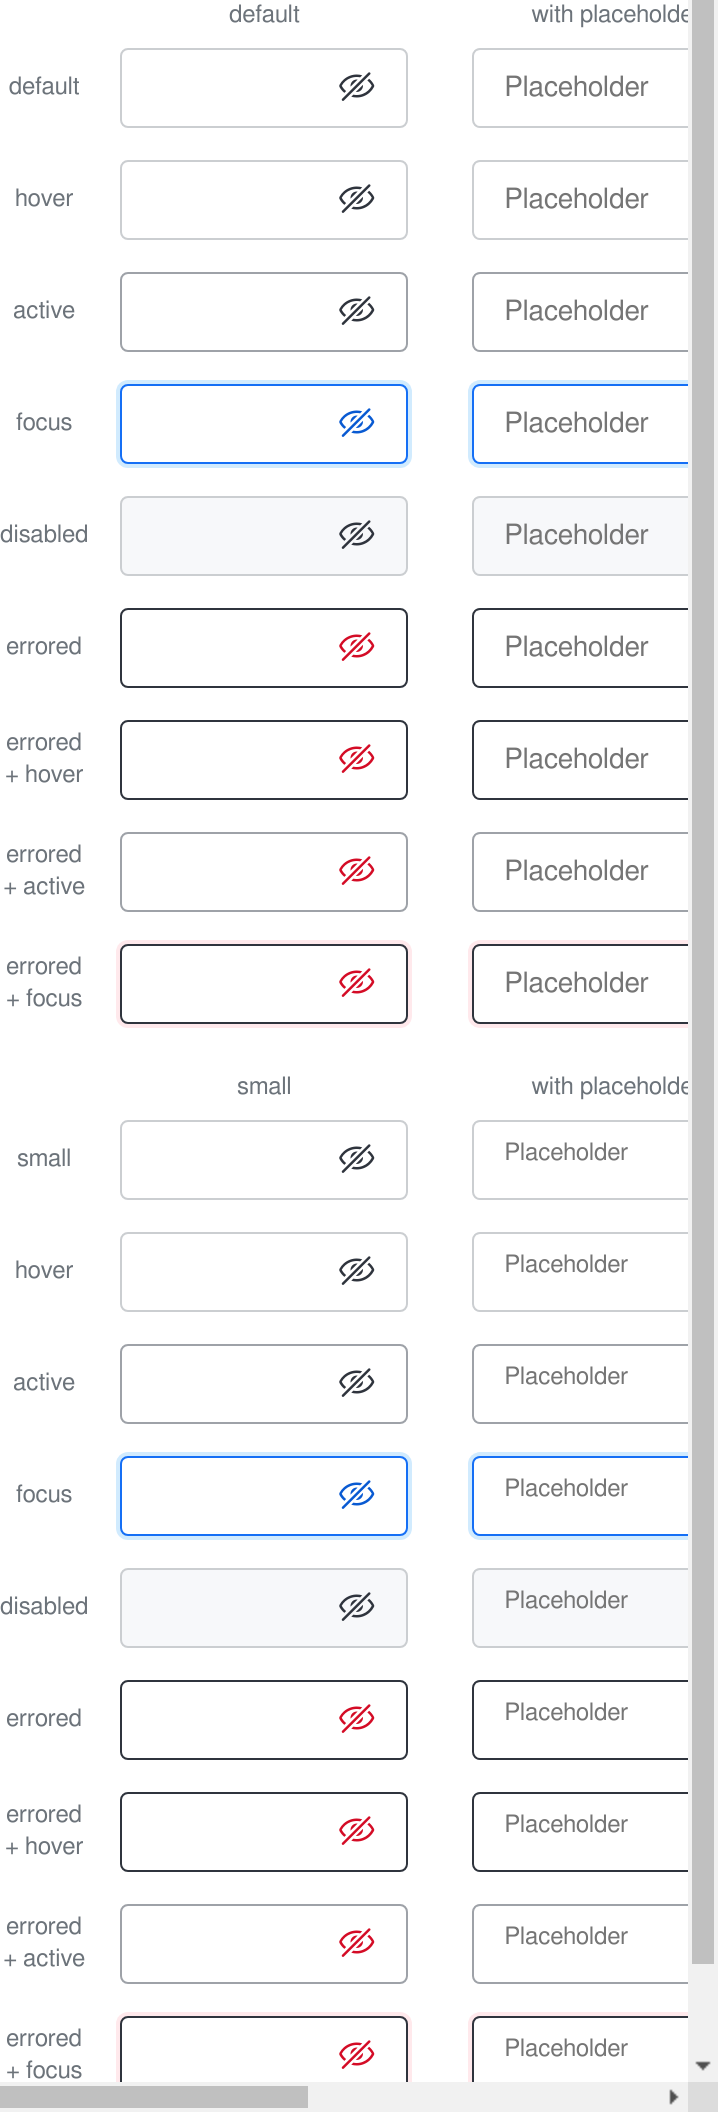 default with placeholde
default Placeholder
hover Placeholder
active Placeholder
focus Placeholder
disabled Placeholder
errored Placeholder
errored
+ hover Placeholder
errored
+ active Placeholder
errored
+ focus Placeholder
small with placeholde
small Placeholder
hover Placeholder
active Placeholder
focus Placeholder
disabled Placeholder
errored Placeholder
errored
+ hover Placeholder
errored
+ active Placeholder
errored
+ focus Placeholder